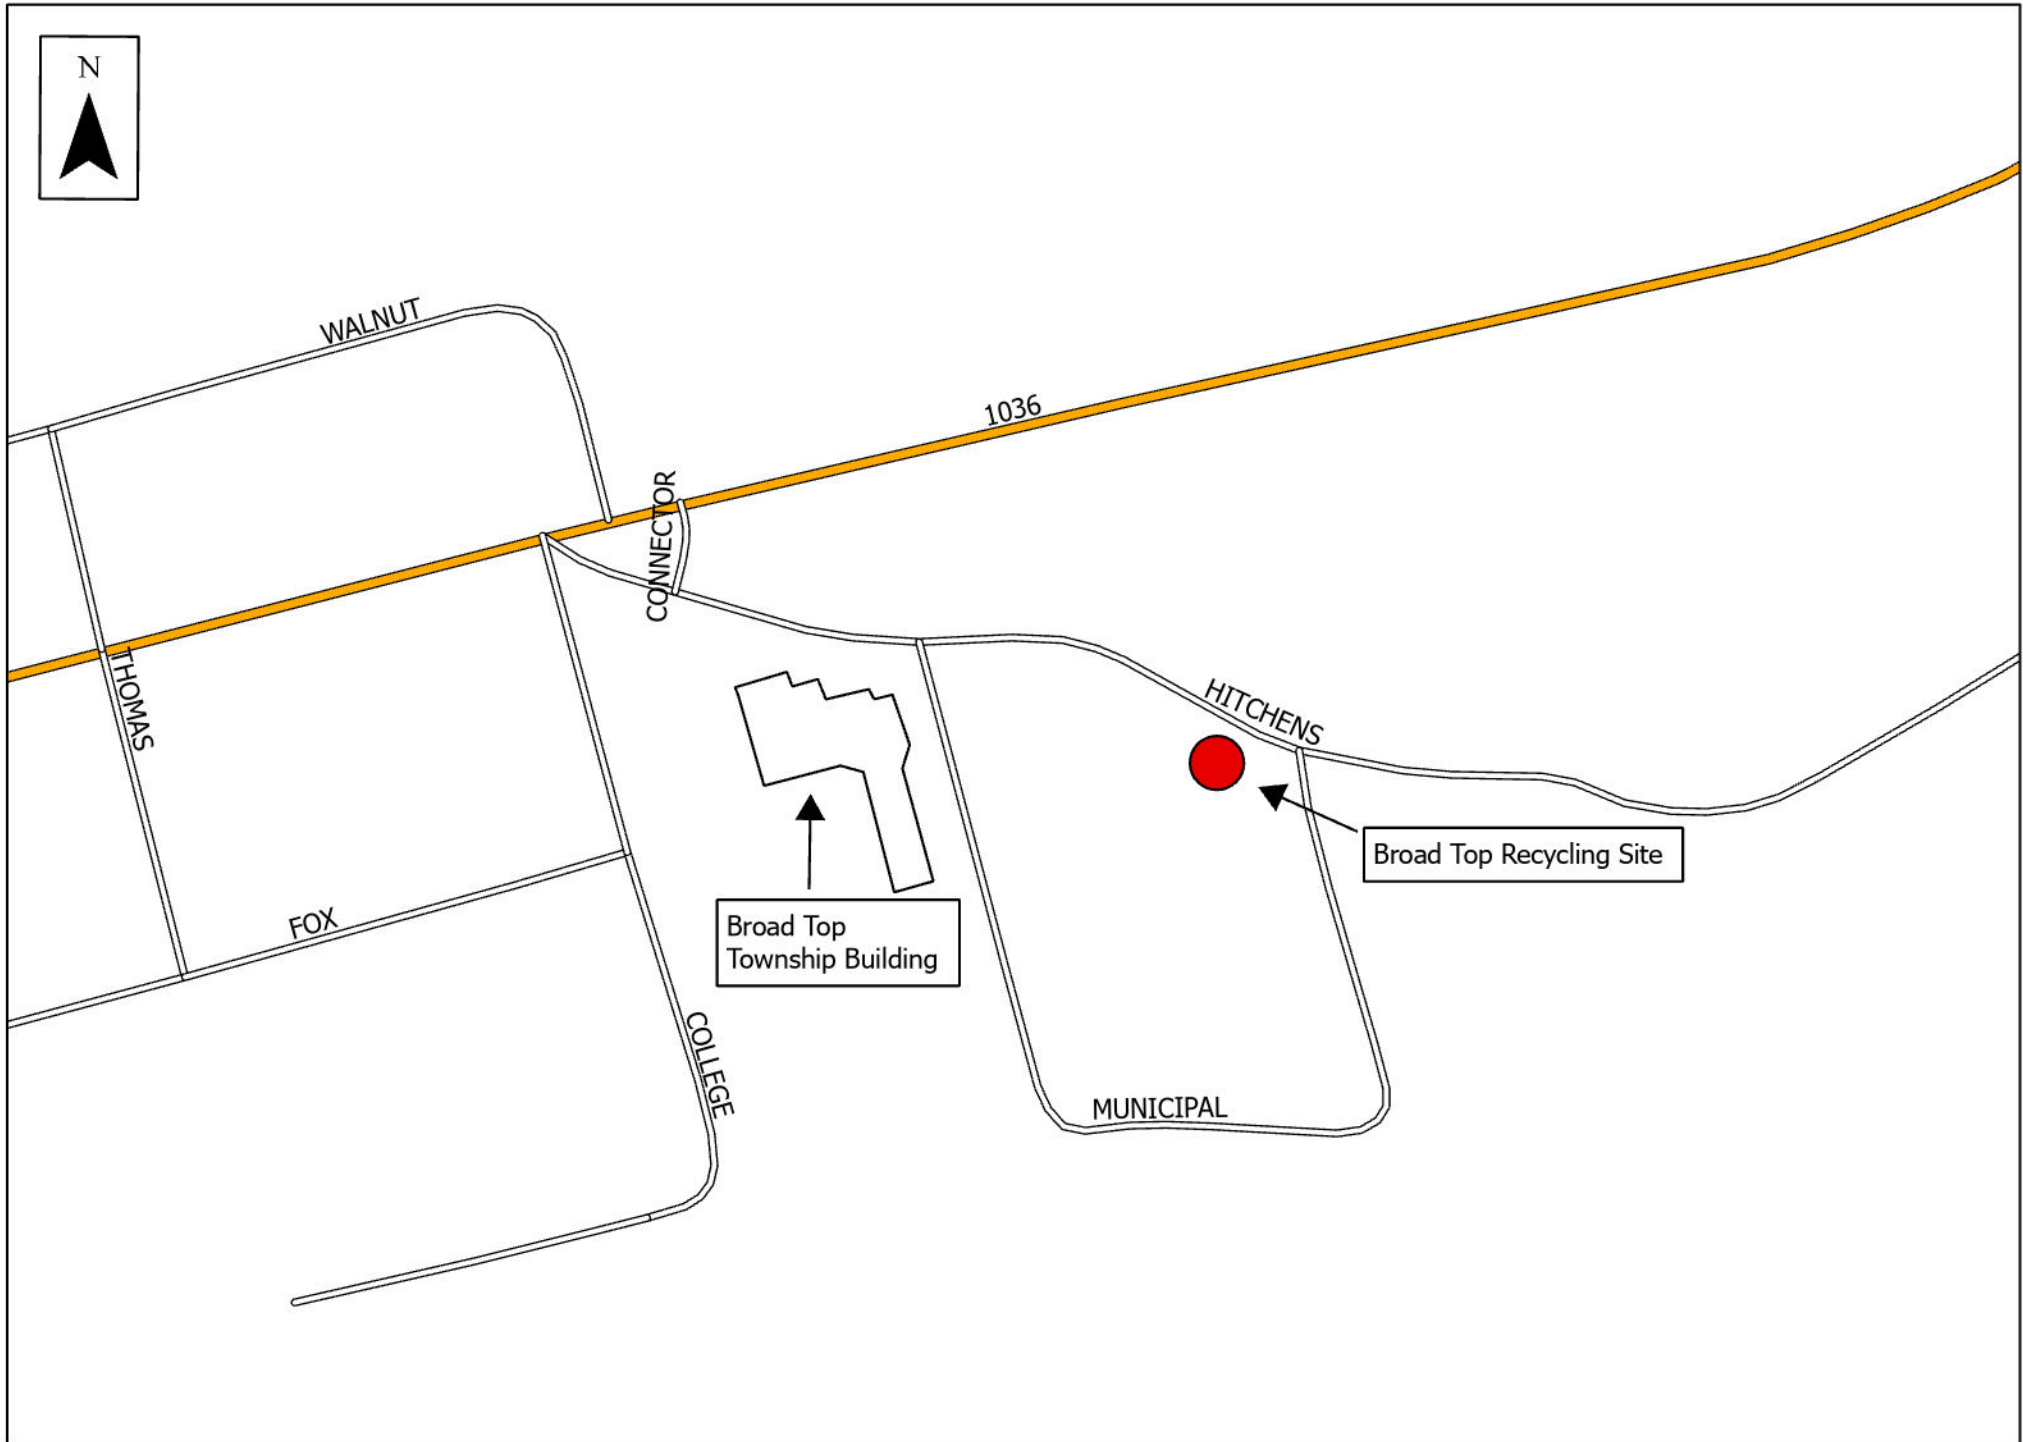 N
WALNUT
1036
CONNECTOR
THOMAS
HITCHENS
Broad Top Recycling Site
FOX
Broad Top
Township Building
COLLEGE
MUNICIPAL